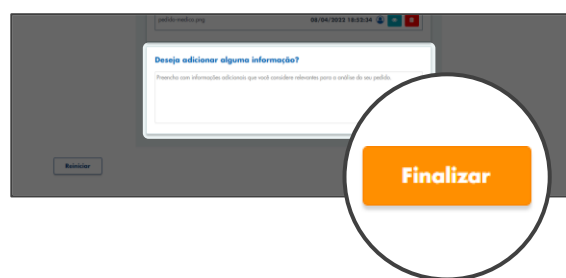 pedido-medico.png 08/04/2022 18:55:34
Deseja adicionar alguma informação?
Preencha com informações adicionais que você considere relevantes para a análise do seu pedido.
Reiniciar
Finalizar